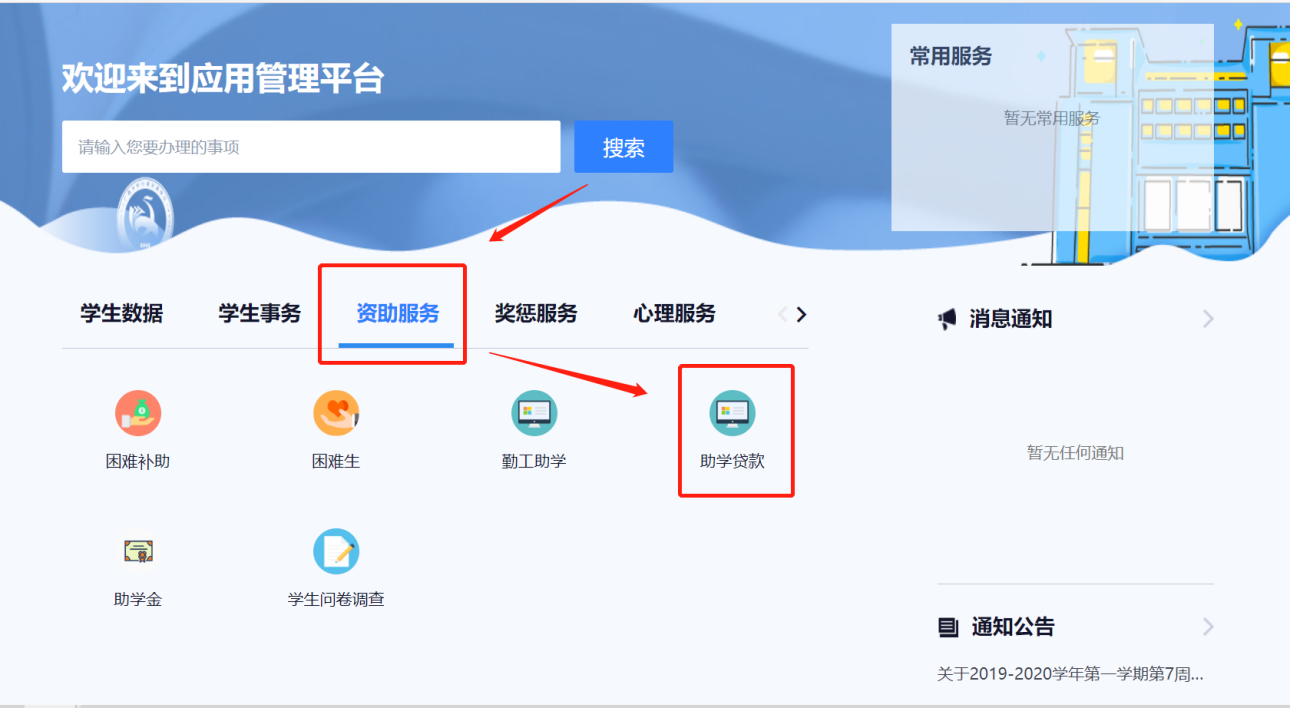 欢迎来到应用管理平台
请输入您要办理的事项
搜索
常用服务
暂无常用服务
学生数据 学生事务 资助服务 奖惩服务 心理服务
困难补助 困难生 勤工助学 助学贷款
助学金 学生问卷调查
消息通知
暂无任何通知
通知公告
关于2019-2020学年第一学期第7周...